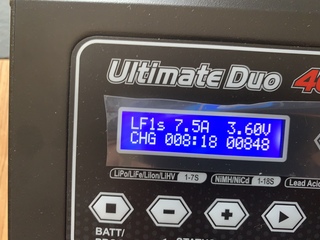 Ultimate Duo 40
LF1s 7.5A 3.60V
CHG 008:18 00848
LiPo/LiFe/LiIon/LiHV 1-7S NiMH/NiCd 1-18S Lead Acid
BATT/